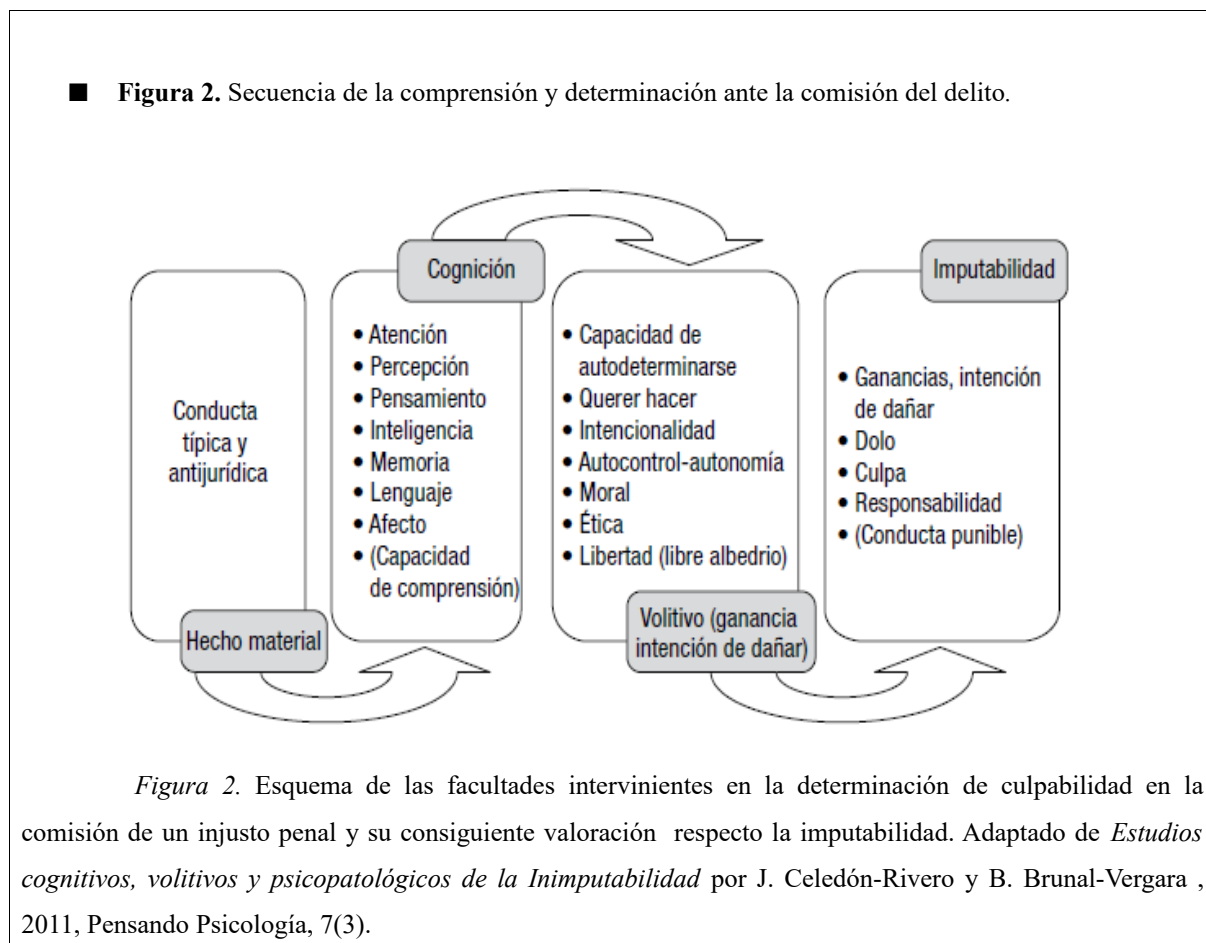 ■ Figura 2. Secuencia de la comprensión y determinación ante la comisión del delito.
Conducta
típica y
antijurídica
Hecho material
Cognición
• Atención
• Percepción
• Pensamiento
• Inteligencia
• Memoria
• Lenguaje
• Afecto
• (Capacidad
de comprensión)
• Capacidad de
autodeterminarse
• Querer hacer
• Intencionalidad
• Autocontrol-autonomía
• Moral
• Ética
• Libertad (libre albedrio)
Volitivo (ganancia
intención de dañar)
Imputabilidad
• Ganancias, intención
de dañar
• Dolo
• Culpa
• Responsabilidad
• (Conducta punible)
Figura 2. Esquema de las facultades intervinientes en la determinación de culpabilidad en la
comisión de un injusto penal y su consiguiente valoración respecto la imputabilidad. Adaptado de Estudios
cognitivos, volitivos y psicopatológicos de la Inimputabilidad por J. Celedón-Rivero y B. Brunal-Vergara ,
2011, Pensando Psicología, 7(3).